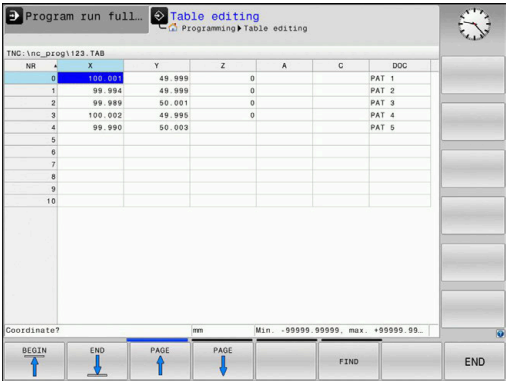 Program run full… Table editing
Programming Table editing
TNC:\nc_prog\123.TAB
NR X Y Z A C DOC
0 100.001 49.999 0 PAT 1
1 99.994 49.999 0 PAT 2
2 99.989 50.001 0 PAT 3
3 100.002 49.995 0 PAT 4
4 99.990 50.003 PAT 5
5
6
7
8
9
10
Coordinate? mm Min. -99999.99999, max. +99999.99…
BEGIN END PAGE PAGE FIND END